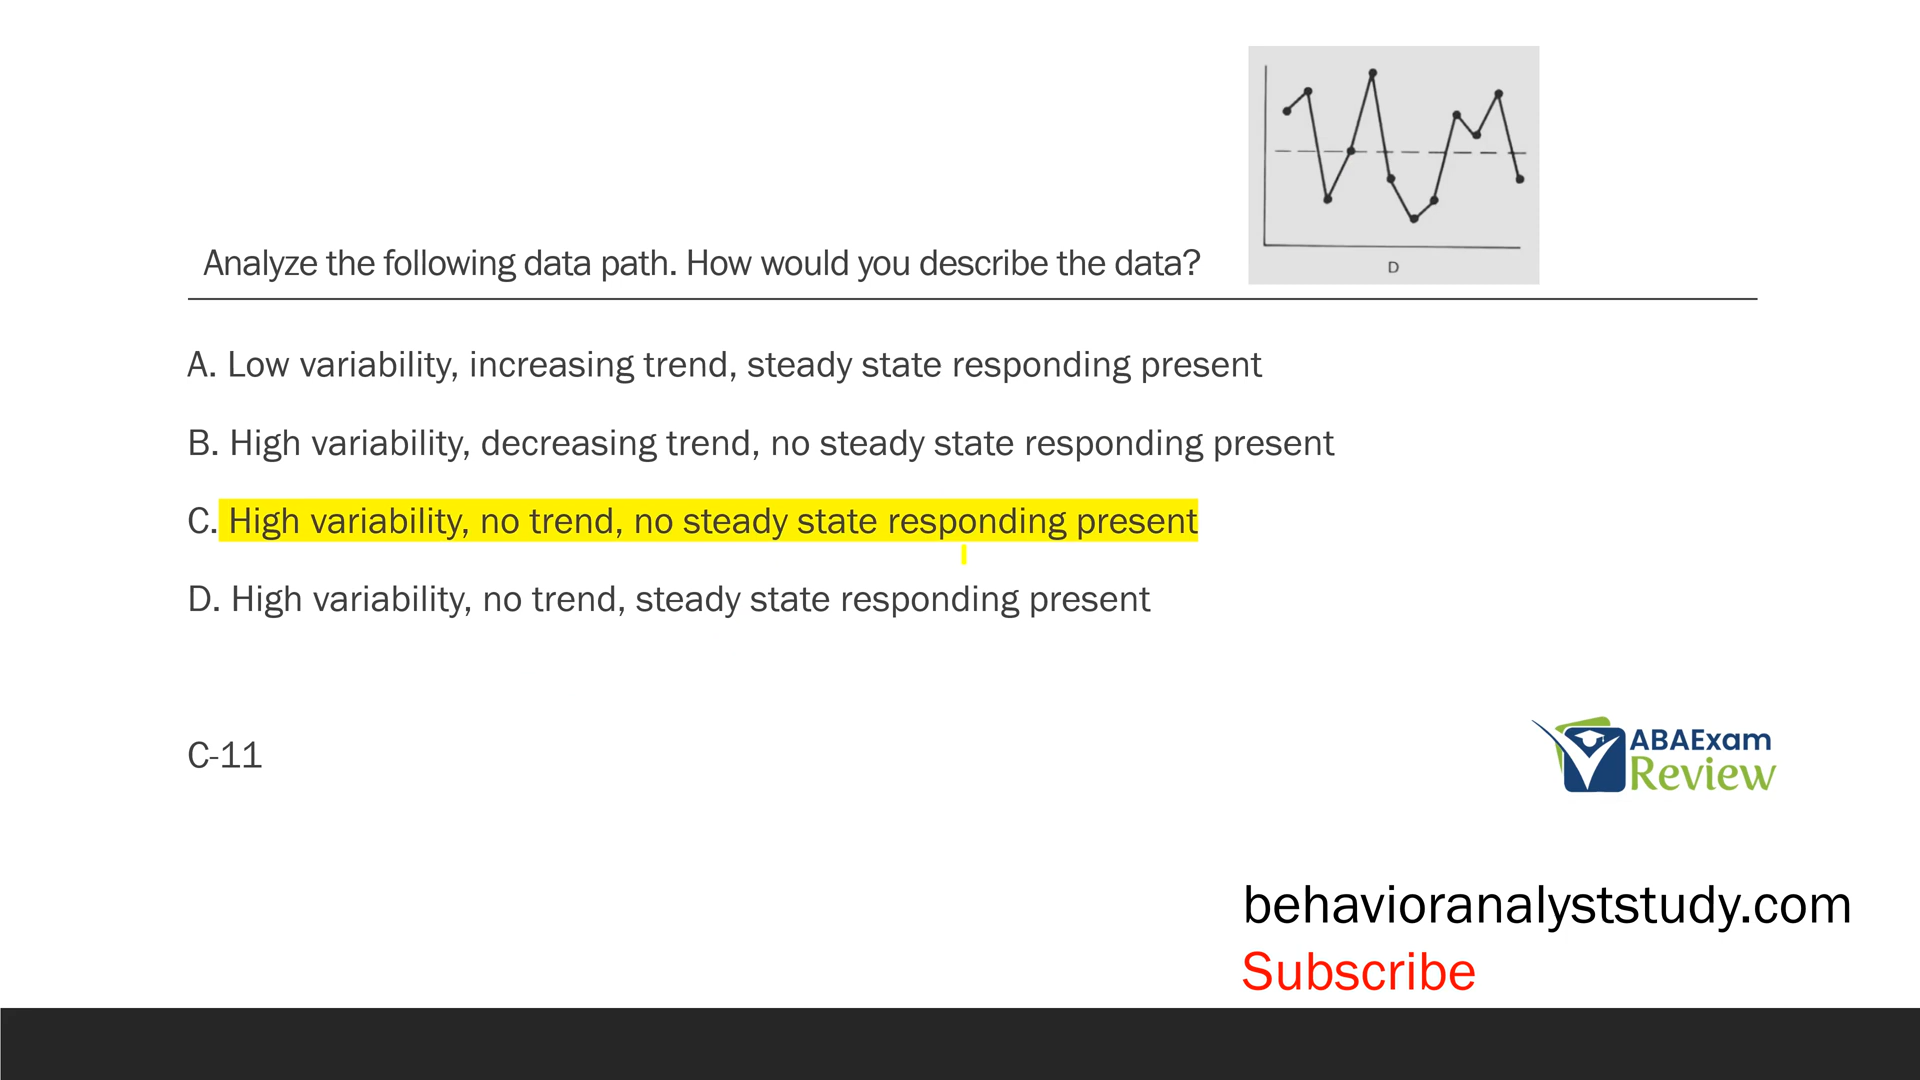 D
Analyze the following data path. How would you describe the data?
A. Low variability, increasing trend, steady state responding present
B. High variability, decreasing trend, no steady state responding present
C. High variability, no trend, no steady state responding present
D. High variability, no trend, steady state responding present
C-11
ABAExam
Review
behavioranalyststudy.com
Subscribe